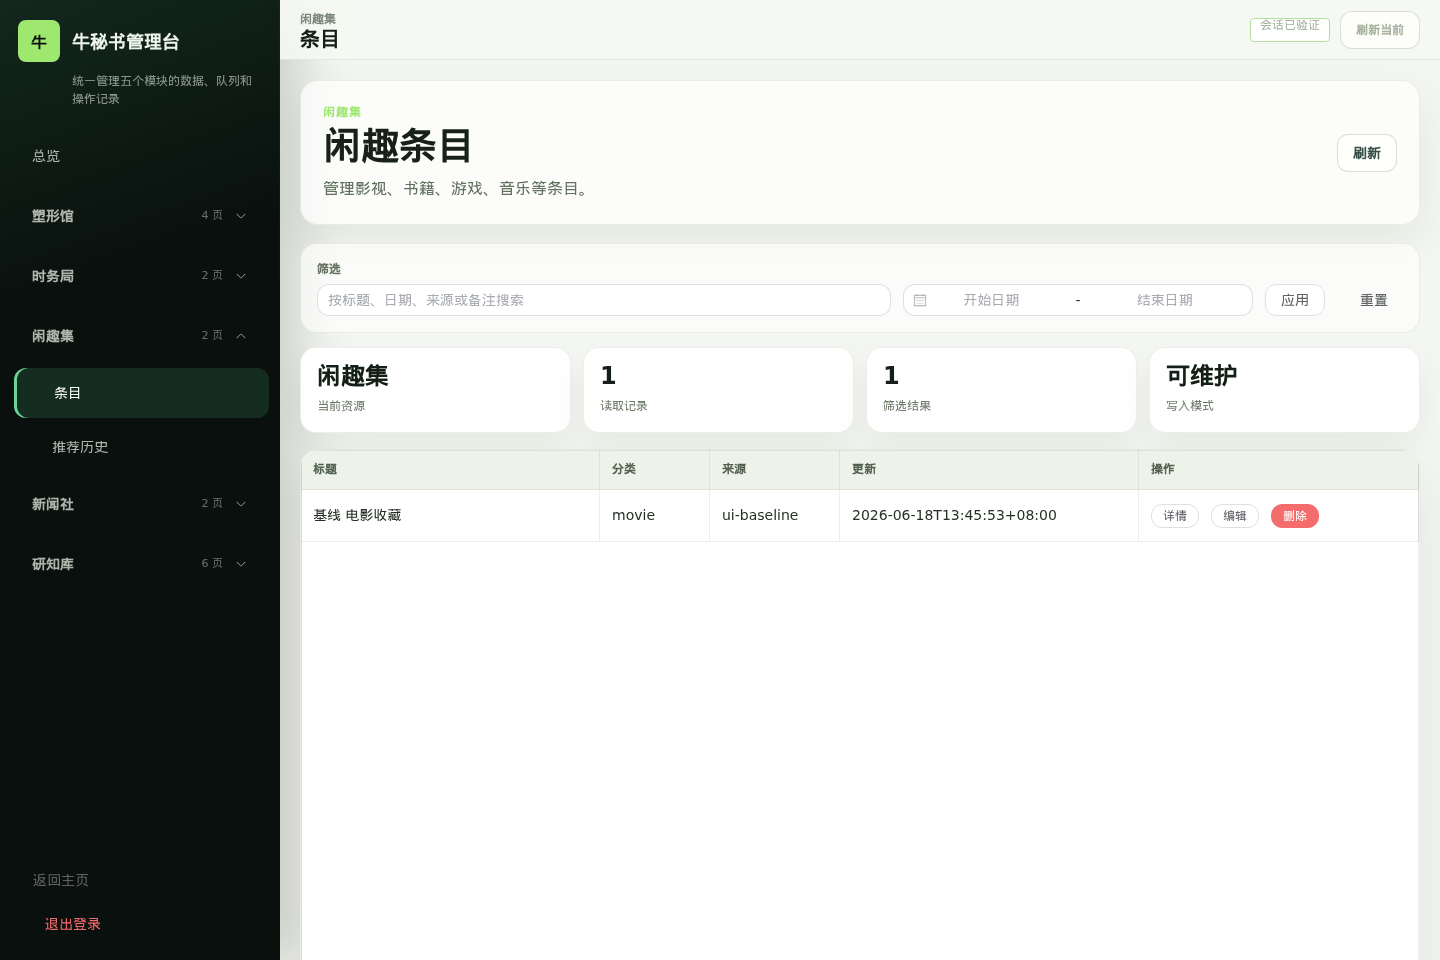 牛
牛秘书管理台
统一管理五个模块的数据、队列和
操作记录
总览
塑形馆 4 页
时务局 2 页
闲趣集 2 页
条目
推荐历史
新闻社 2 页
研知库 6 页
返回主页
退出登录
闲趣集
条目
会话已验证
刷新当前
闲趣集
闲趣条目
管理影视、书籍、游戏、音乐等条目。
刷新
筛选
按标题、日期、来源或备注搜索
开始日期 - 结束日期
应用
重置
闲趣集
当前资源
1
读取记录
1
筛选结果
可维护
写入模式
标题 分类 来源 更新 操作
基线 电影收藏 movie ui-baseline 2026-06-18T13:45:53+08:00 详情 编辑 删除